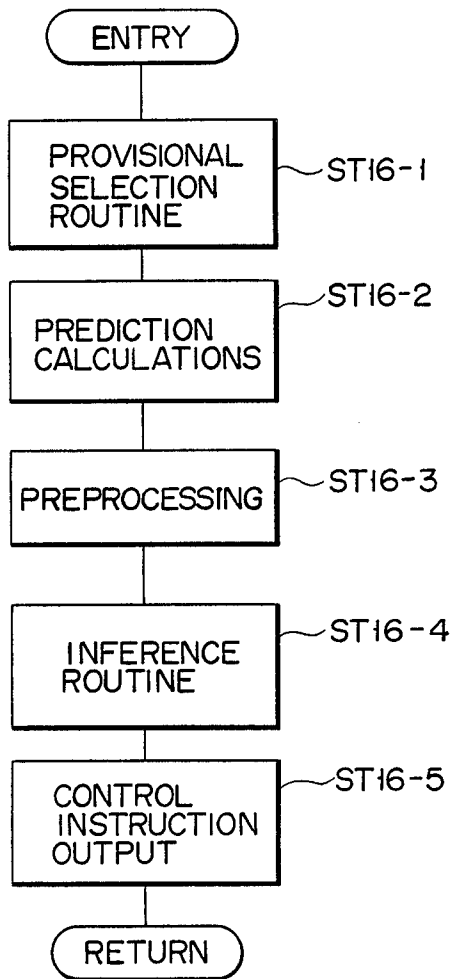 ENTRY
PROVISIONAL
SELECTION
ROUTINE
ST16-1
PREDICTION
CALCULATIONS
ST16-2
PREPROCESSING
ST16-3
INFERENCE
ROUTINE
ST16-4
CONTROL
INSTRUCTION
OUTPUT
ST16-5
RETURN